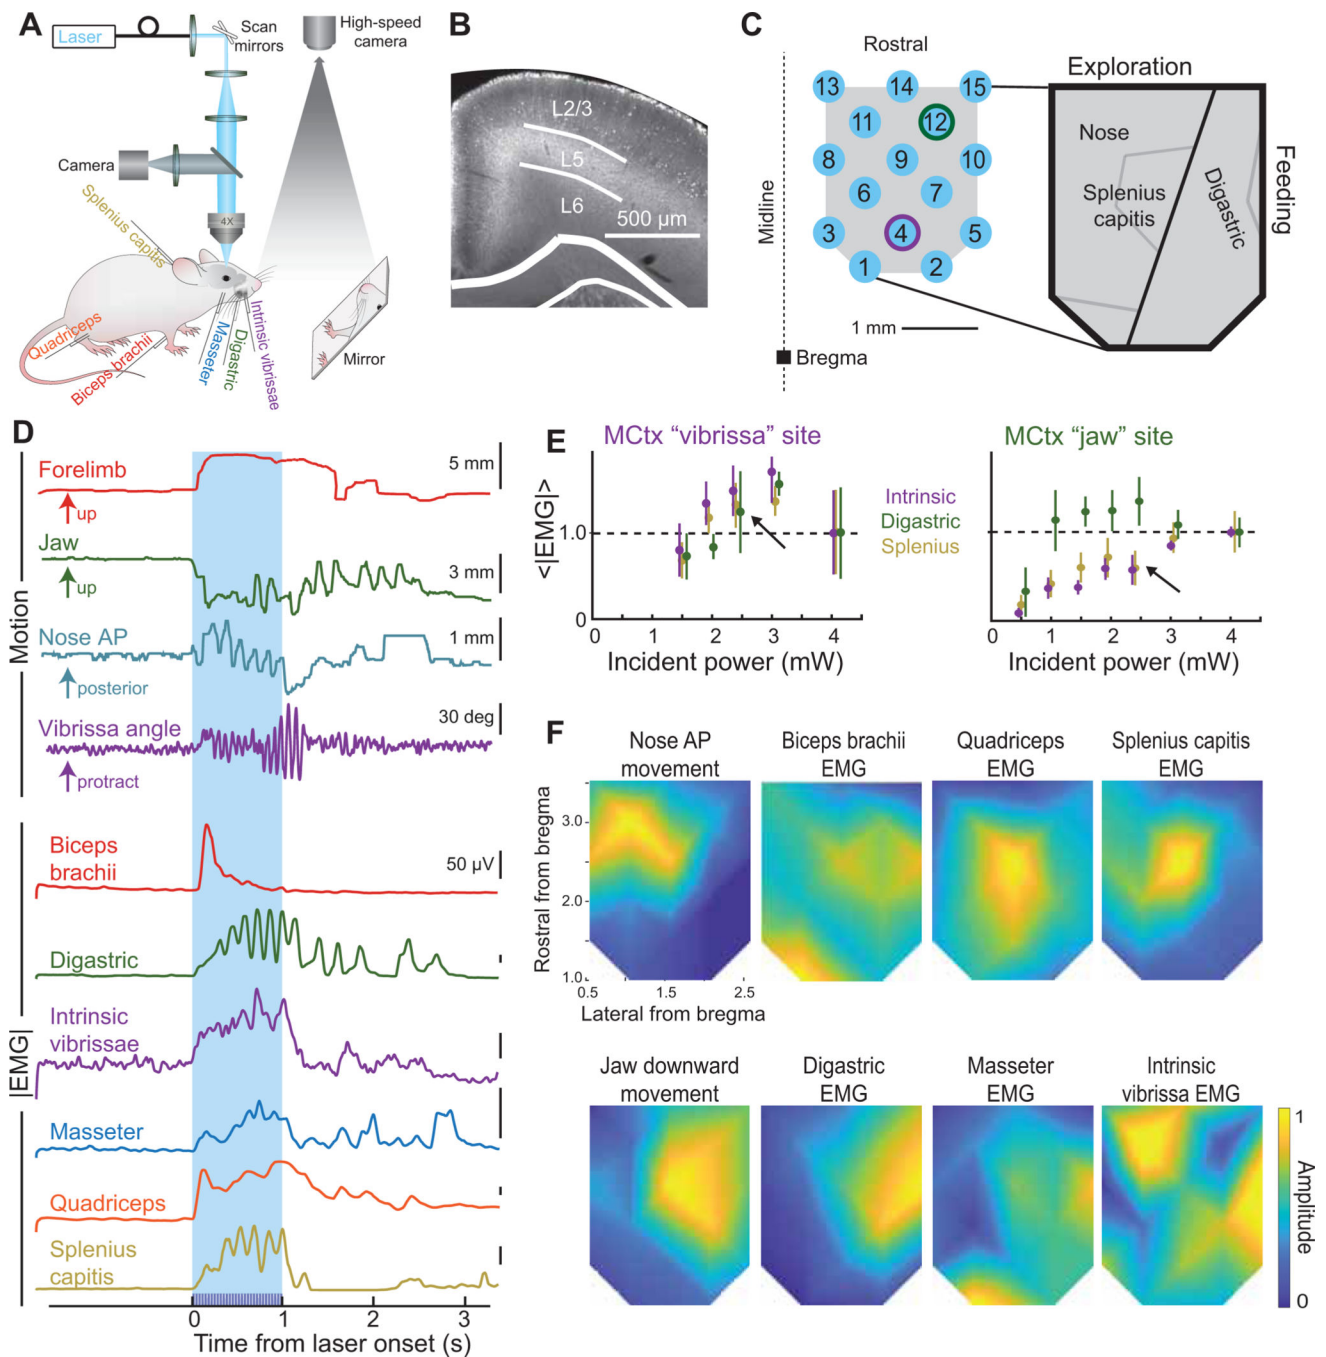 A
Laser
Scan
mirrors
High-speed
camera
Camera
4X
Splenius capitis
Quadriceps
Biceps brachii
Masseter
Digastric
Intrinsic vibrissae
Mirror
B
L2/3
L5
L6
500 µm
C
Rostral
Midline
13 14 15
11 12
8 9 10
6 7
3 4 5
1 2
1 mm
Bregma
Exploration
Feeding
Nose
Splenius
capitis
Digastric
D
Motion
Forelimb
up
5 mm
Jaw
up
3 mm
Nose AP
posterior
1 mm
Vibrissa angle
protract
30 deg
|EMG|
Biceps
brachii
50 µV
Digastric
Intrinsic
vibrissae
Masseter
Quadriceps
Splenius
capitis
0 1 2 3
Time from laser onset (s)
E
MCtx "vibrissa" site
<|EMG|>
1.0
0
0 1 2 3 4
Incident power (mW)
Intrinsic
Digastric
Splenius
MCtx "jaw" site
0 1 2 3 4
Incident power (mW)
F
Nose AP
movement
Biceps brachii
EMG
Quadriceps
EMG
Splenius capitis
EMG
Rostral from bregma
3.0
2.0
1.0
0.5 1.5 2.5
Lateral from bregma
Jaw downward
movement
Digastric
EMG
Masseter
EMG
Intrinsic
vibrissa EMG
1
Amplitude
0